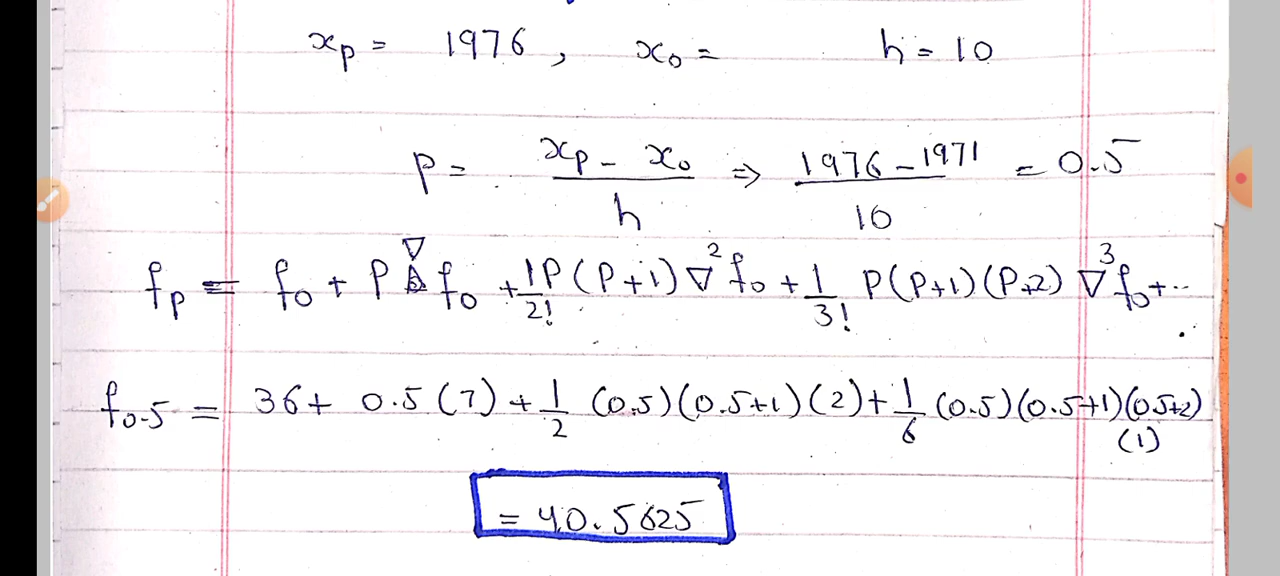 xₚ = 1976, x₀ = h = 10
P = (xₚ - x₀)/h ⇒ (1976 - 1971)/10 = 0.5
fₚ = f₀ + P ∇f₀ + 1/2! P(P+1) ∇²f₀ + 1/3! P(P+1)(P+2) ∇³f₀ + ...
f₀.₅ = 36 + 0.5 (7) + 1/2 (0.5)(0.5+1)(2) + 1/6 (0.5)(0.5+1)(0.5+2)
(1)
= 40.5625